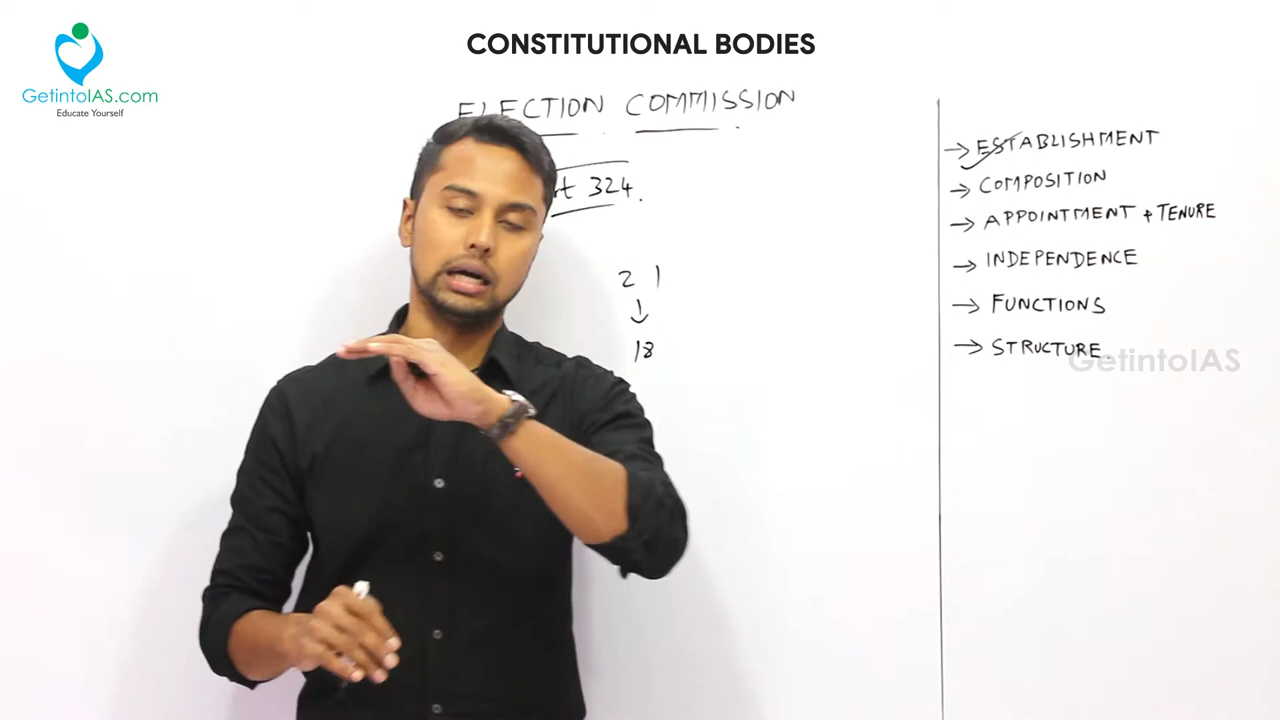 CONSTITUTIONAL BODIES
GetintoIAS.com
Educate Yourself
ELECTION COMMISSION
324.
2 1
↓
18
→ ESTABLISHMENT
→ COMPOSITION
→ APPOINTMENT + TENURE
→ INDEPENDENCE
→ FUNCTIONS
→ STRUCTURE.
GetintoIAS